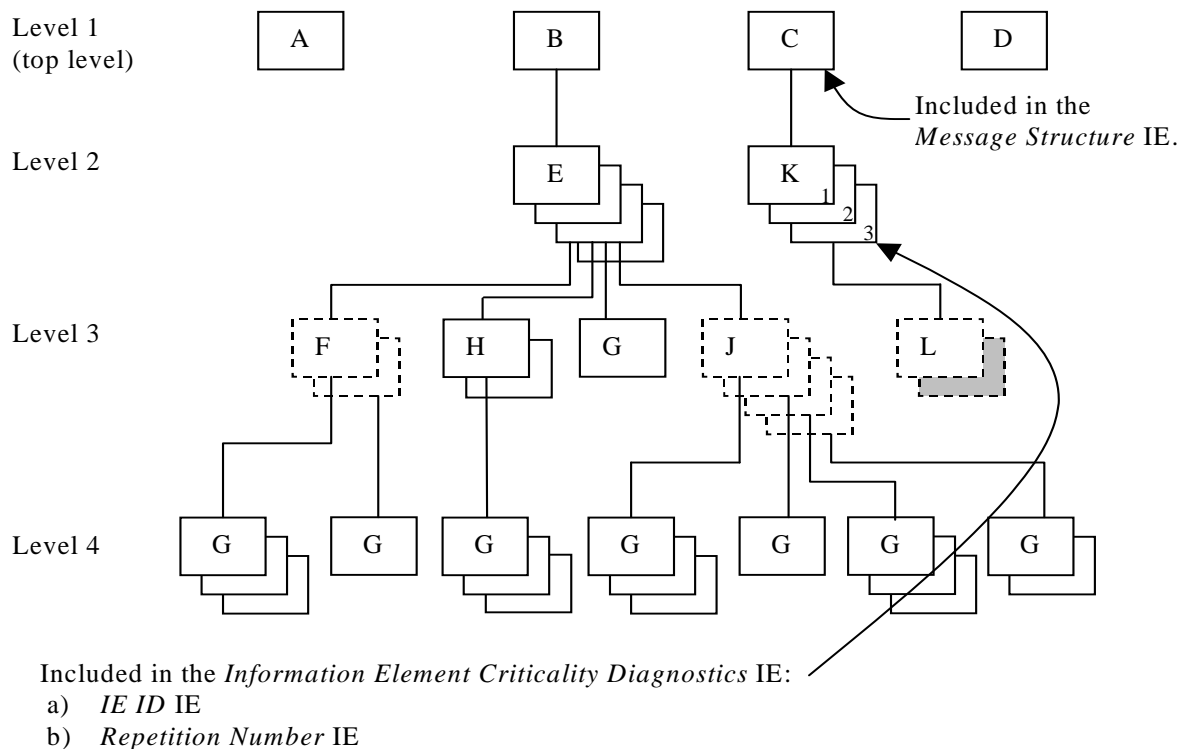 Level 1
(top level)
A
B
C
D
Included in the
Message Structure IE.
Level 2
E
K
1
2
3
Level 3
F
H
G
J
L
Level 4
G
G
G
G
G
G
G
Included in the Information Element Criticality Diagnostics IE:
a) IE ID IE
b) Repetition Number IE